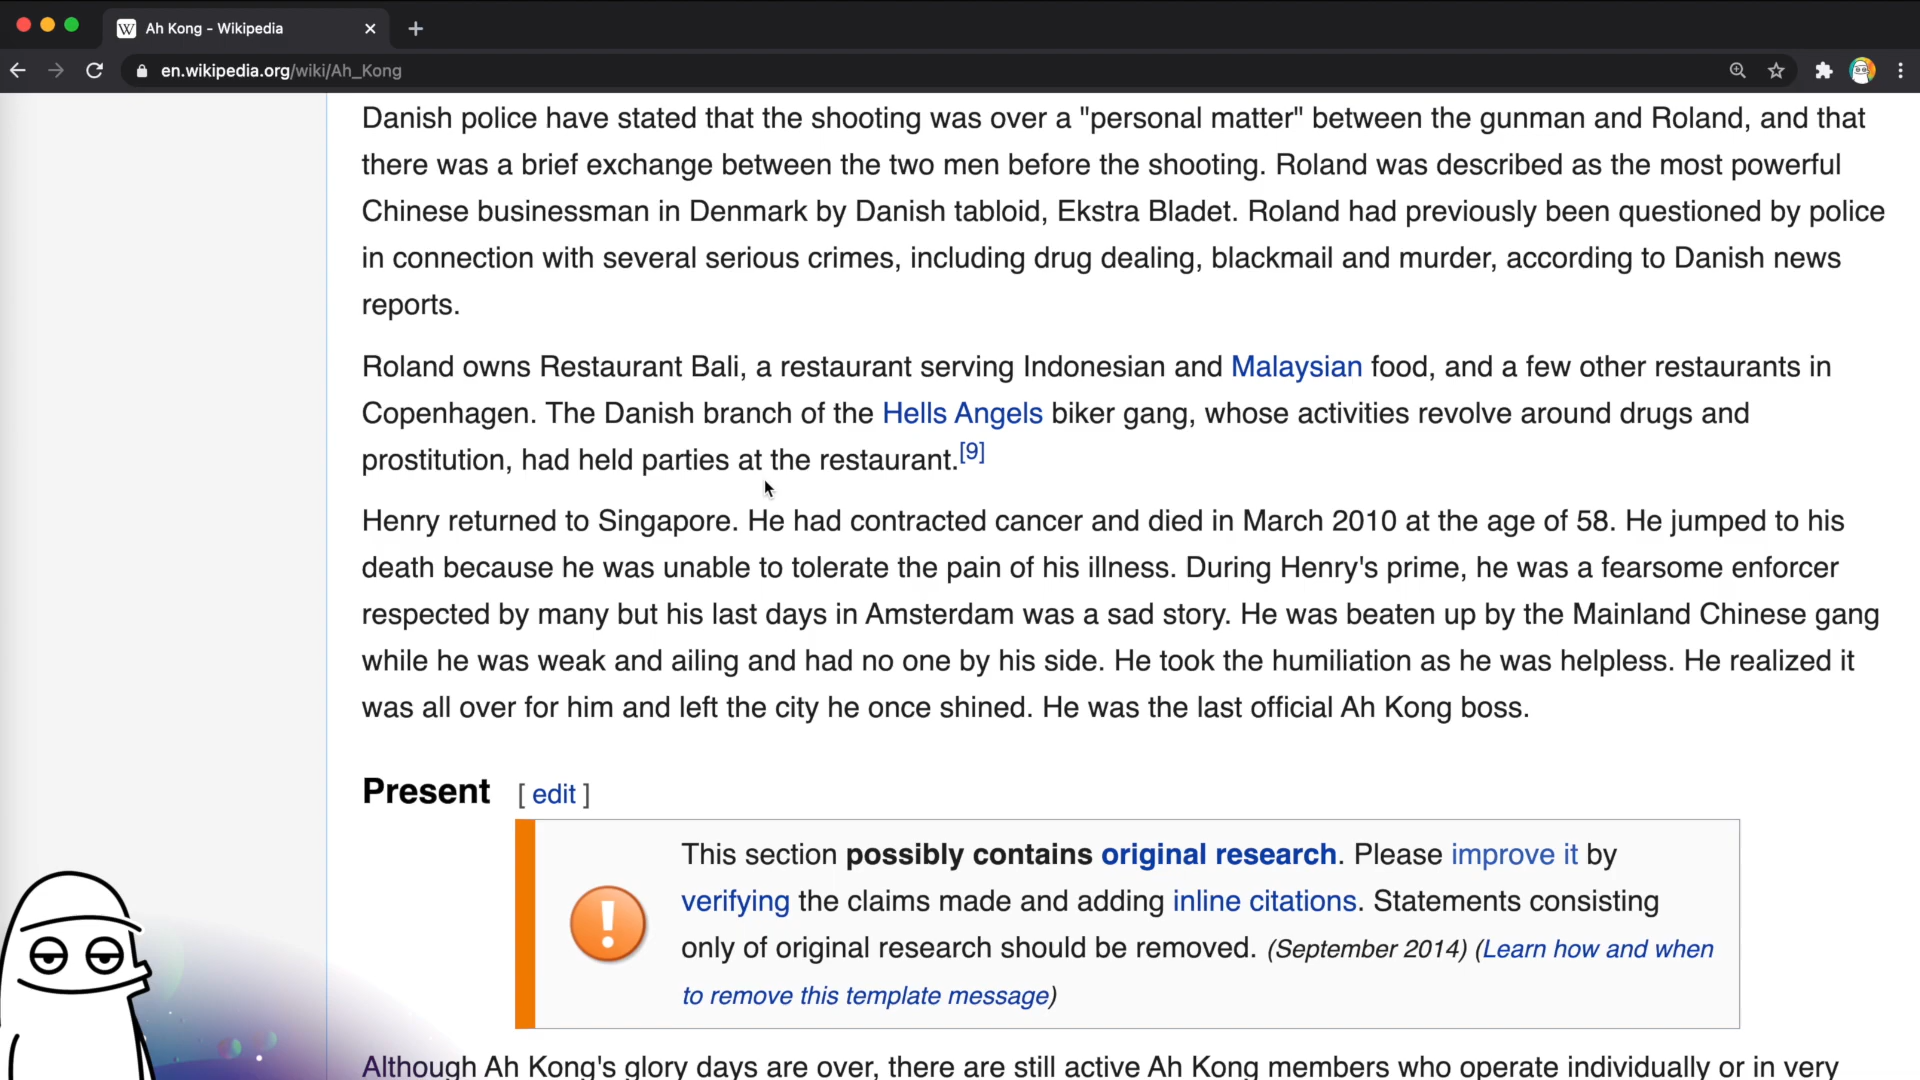 Ah Kong - Wikipedia
en.wikipedia.org/wiki/Ah_Kong
Danish police have stated that the shooting was over a "personal matter" between the gunman and Roland, and that
there was a brief exchange between the two men before the shooting. Roland was described as the most powerful
Chinese businessman in Denmark by Danish tabloid, Ekstra Bladet. Roland had previously been questioned by police
in connection with several serious crimes, including drug dealing, blackmail and murder, according to Danish news
reports.
Roland owns Restaurant Bali, a restaurant serving Indonesian and Malaysian food, and a few other restaurants in
Copenhagen. The Danish branch of the Hells Angels biker gang, whose activities revolve around drugs and
prostitution, had held parties at the restaurant.[9]
Henry returned to Singapore. He had contracted cancer and died in March 2010 at the age of 58. He jumped to his
death because he was unable to tolerate the pain of his illness. During Henry's prime, he was a fearsome enforcer
respected by many but his last days in Amsterdam was a sad story. He was beaten up by the Mainland Chinese gang
while he was weak and ailing and had no one by his side. He took the humiliation as he was helpless. He realized it
was all over for him and left the city he once shined. He was the last official Ah Kong boss.
Present [ edit ]
This section possibly contains original research. Please improve it by
verifying the claims made and adding inline citations. Statements consisting
only of original research should be removed. (September 2014) (Learn how and when
to remove this template message)
Although Ah Kong's glory days are over, there are still active Ah Kong members who operate individually or in very